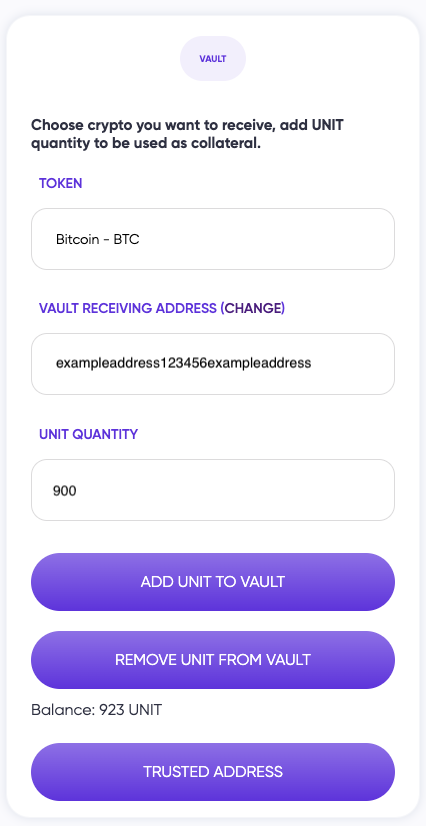 VAULT
Choose crypto you want to receive, add UNIT
quantity to be used as collateral.
TOKEN
Bitcoin - BTC
VAULT RECEIVING ADDRESS (CHANGE)
exampleaddress123456exampleaddress
UNIT QUANTITY
900
ADD UNIT TO VAULT
REMOVE UNIT FROM VAULT
Balance: 923 UNIT
TRUSTED ADDRESS